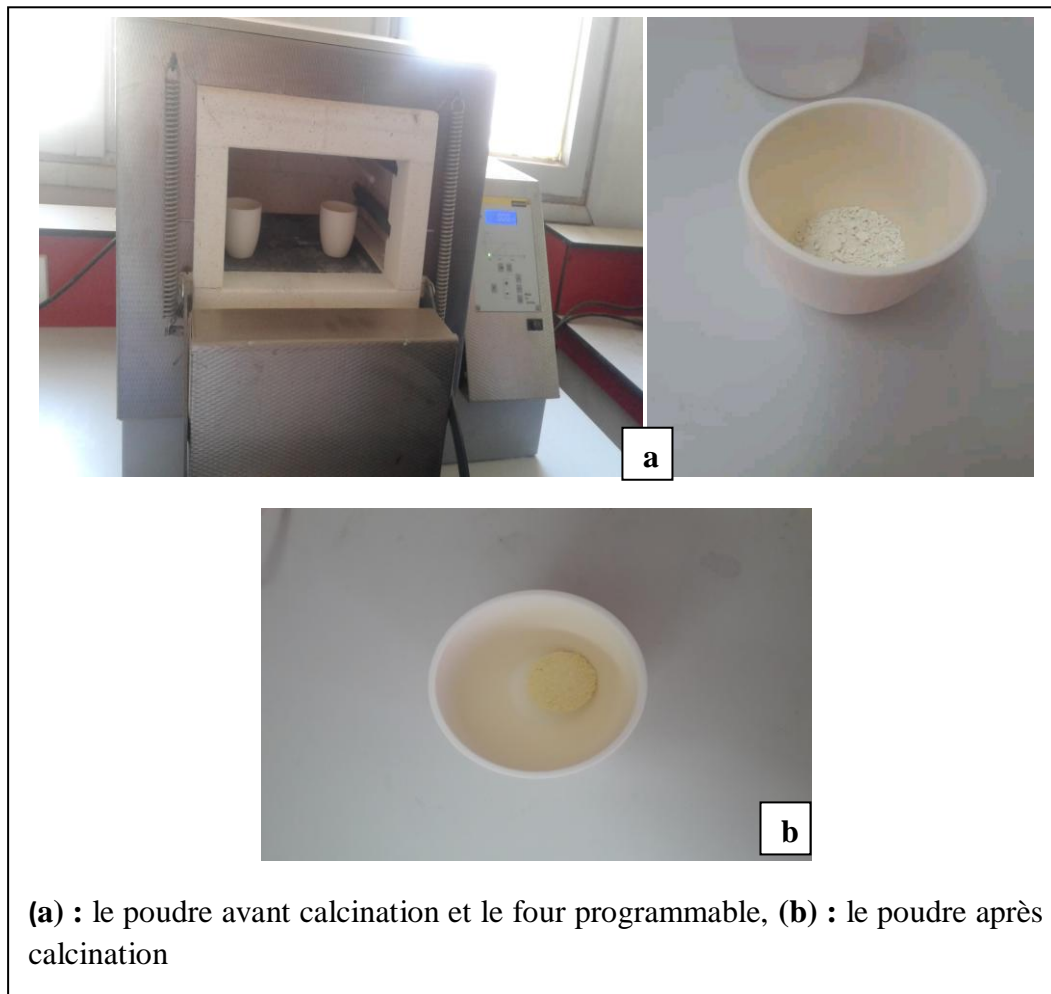 a
b
(a) : le poudre avant calcination et le four programmable, (b) : le poudre après
calcination